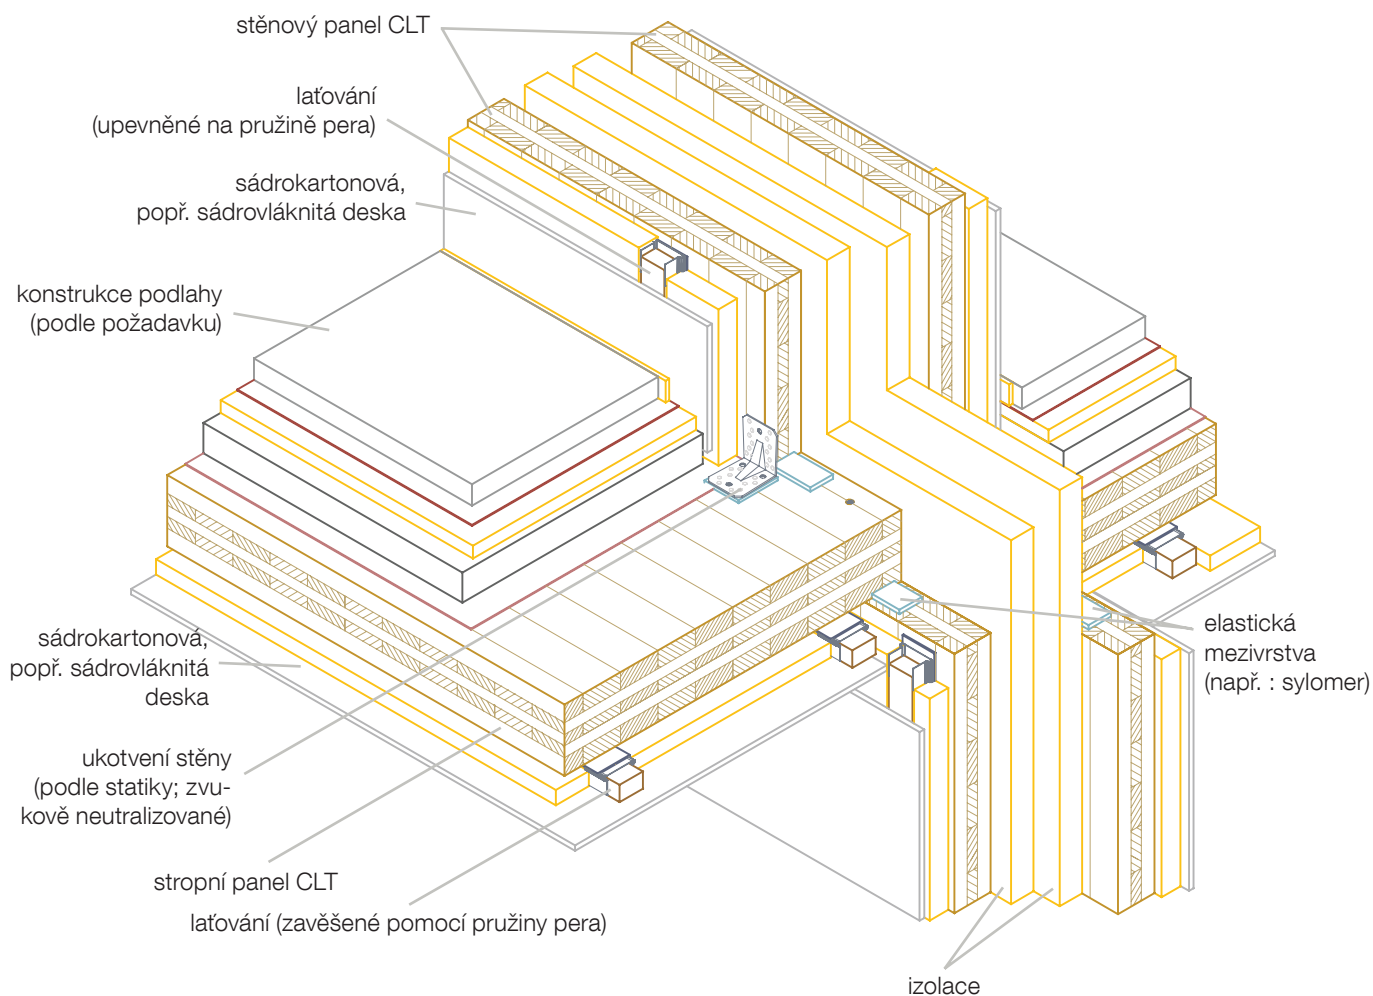 stěnový panel CLT
laťování
(upevněné na pružině pera)
sádrokartonová,
popř. sádrovláknitá deska
konstrukce podlahy
(podle požadavku)
sádrokartonová,
popř. sádrovláknitá
deska
ukotvení stěny
(podle statiky; zvu-
kově neutralizované)
stropní panel CLT
laťování (zavěšené pomocí pružiny pera)
elastická
mezivrstva
(např. : sylomer)
izolace